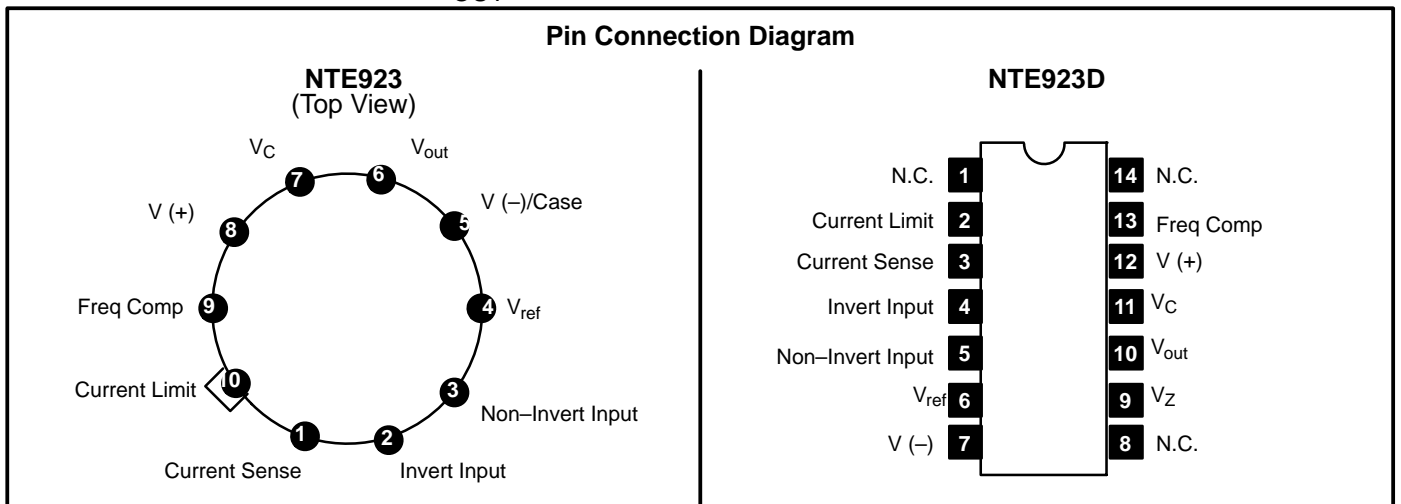 Pin Connection Diagram
NTE923
(Top View)
VC
Vout
7
6
V (+)
V (–)/Case
8
5
Freq Comp
9
4
Vref
Current Limit
10
3
Non–Invert Input
1
2
Current Sense
Invert Input
NTE923D
N.C. 1
14 N.C.
Current Limit 2
13 Freq Comp
Current Sense 3
12 V (+)
Invert Input 4
11 VC
Non–Invert Input 5
10 Vout
Vref 6
9 VZ
V (–) 7
8 N.C.